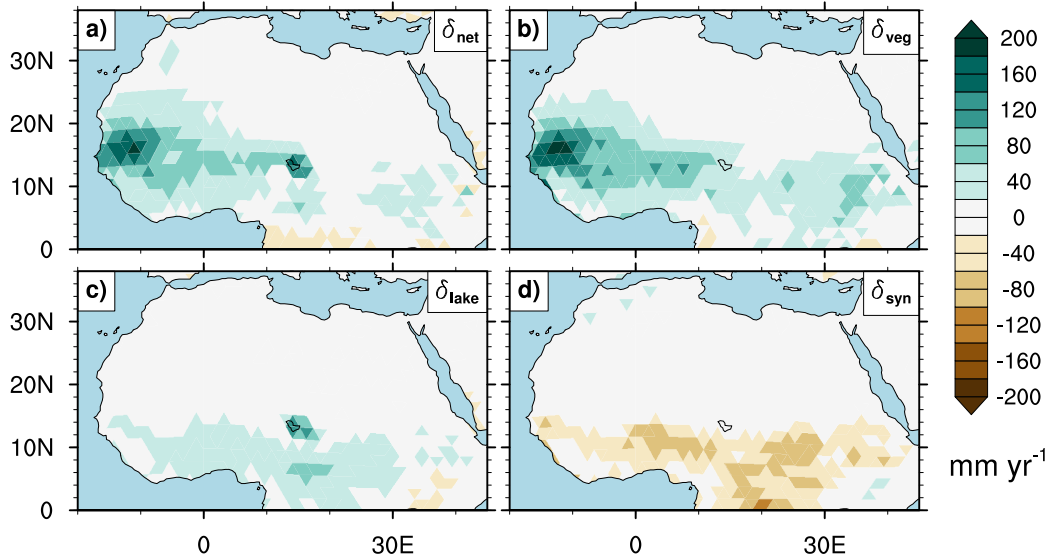 a)
δnet
b)
δveg
30N
20N
10N
0
c)
δlake
d)
δsyn
30N
20N
10N
0
0
30E
0
30E
200
160
120
80
40
0
-40
-80
-120
-160
-200
mm yr-1